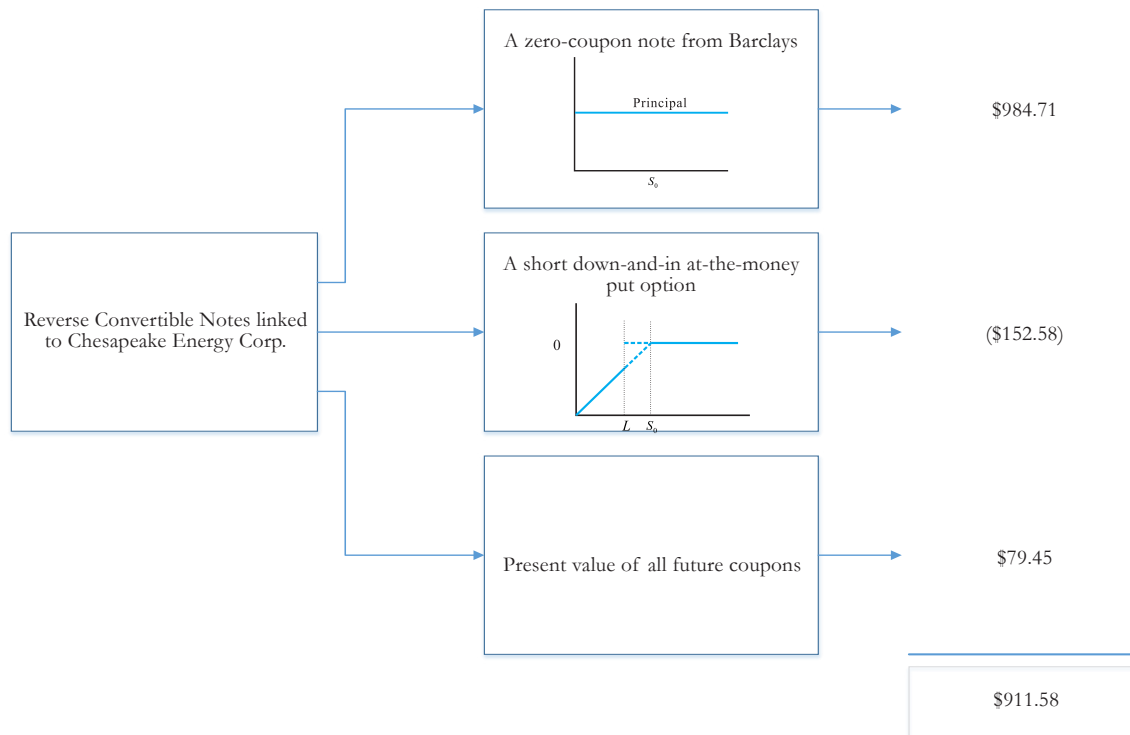 A zero-coupon note from Barclays
Principal
S₀
$984.71
Reverse Convertible Notes linked
to Chesapeake Energy Corp.
A short down-and-in at-the-money
put option
0
L S₀
($152.58)
Present value of all future coupons
$79.45
$911.58